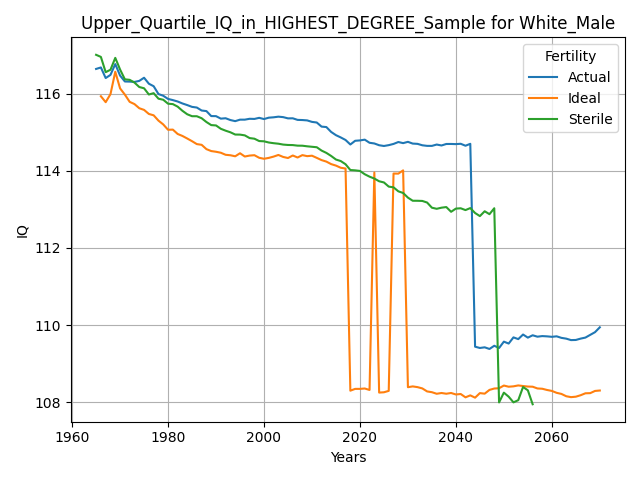 Upper_Quartile_IQ_in_HIGHEST_DEGREE_Sample for White_Male
Fertility
Actual
Ideal
Sterile
IQ
116
114
112
110
108
1960
1980
2000
2020
2040
2060
Years